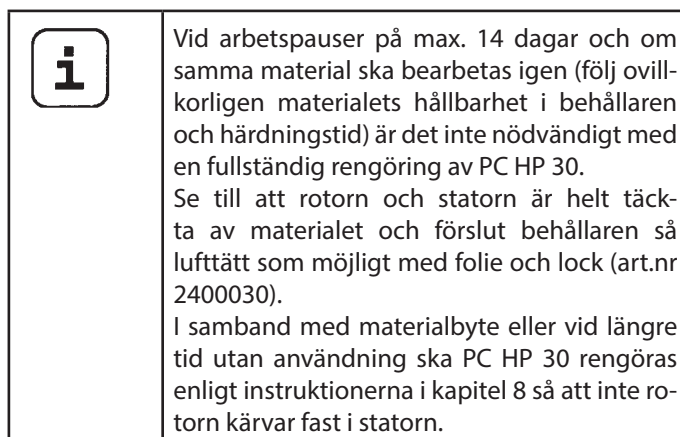 i
Vid arbetspauser på max. 14 dagar och om
samma material ska bearbetas igen (följ ovill-
korligen materialets hållbarhet i behållaren
och härdningstid) är det inte nödvändigt med
en fullständig rengöring av PC HP 30.
Se till att rotorn och statorn är helt täck-
ta av materialet och förslut behållaren så
lufttätt som möjligt med folie och lock (art.nr
2400030).
I samband med materialbyte eller vid längre
tid utan användning ska PC HP 30 rengöras
enligt instruktionerna i kapitel 8 så att inte ro-
torn kärvar fast i statorn.